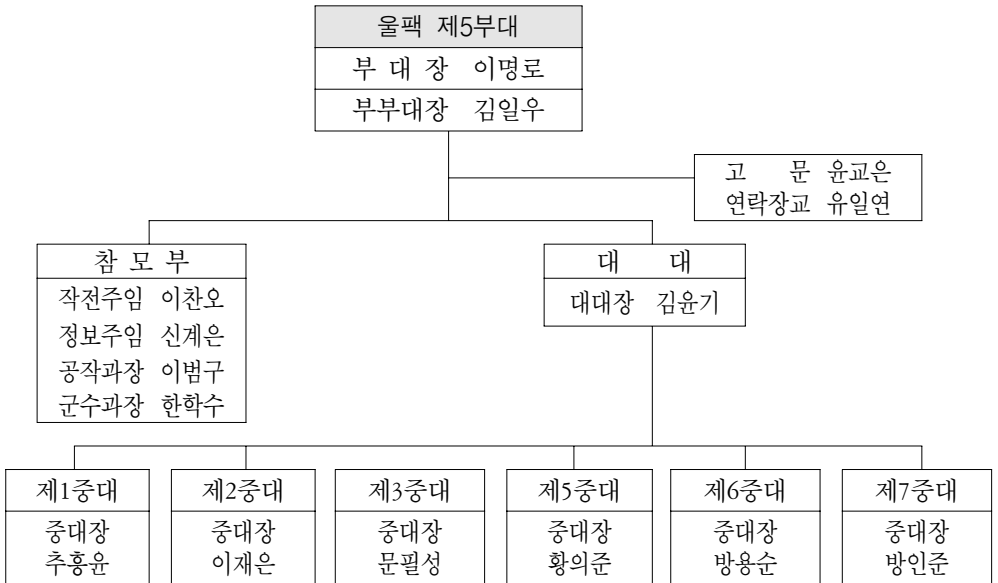 울팩 제5부대
부 대 장 이명로
부부대장 김일우
고 문 윤교은
연락장교 유일연
참 모 부
작전주임 이찬오
정보주임 신계은
공작과장 이범구
군수과장 한학수
대 대
대대장 김윤기
제1중대
중대장
추흥윤
제2중대
중대장
이재은
제3중대
중대장
문필성
제5중대
중대장
황의준
제6중대
중대장
방용순
제7중대
중대장
방인준